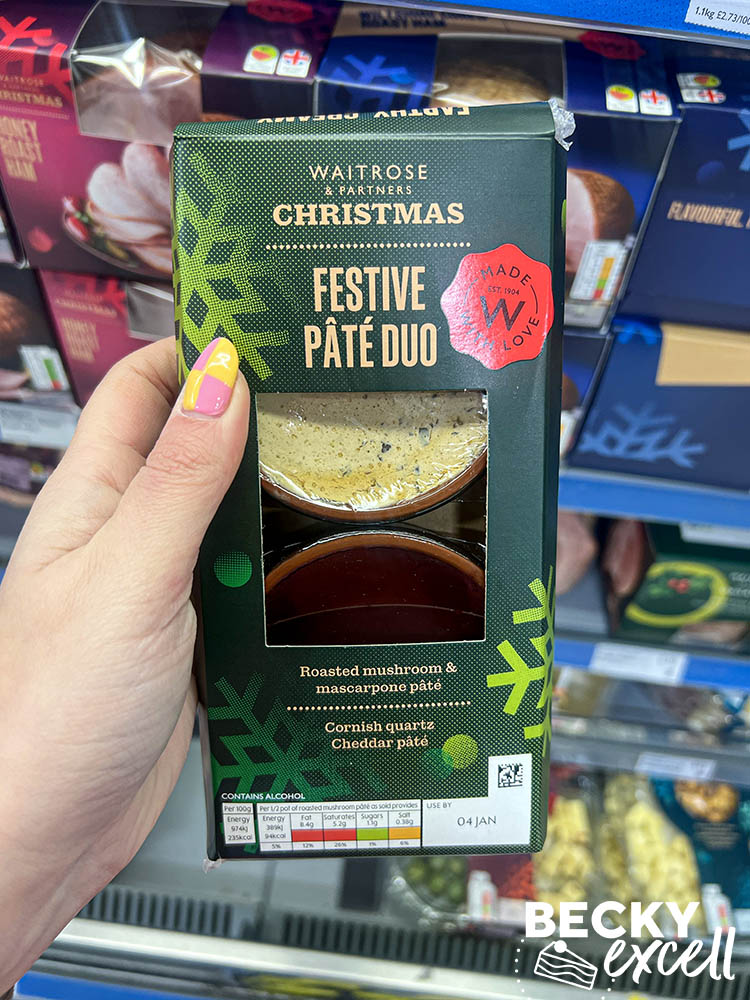 1.1kg £2.73/100
WAITROSE
CHRISTMAS
HONEY
ROAST
HAM
FLAVOURFUL,
EARTHY, CREAMY
WAITROSE
& PARTNERS
CHRISTMAS
FESTIVE
PÂTÉ DUO
MADE
EST. 1904
W
WITH LOVE
Roasted mushroom &
mascarpone pâté
Cornish quartz
Cheddar pâté
CONTAINS ALCOHOL
Per 100g Per 1/2 pot of roasted mushroom pâté as sold provides
Energy Energy Fat Saturates Sugars Salt
974kJ 389kJ 8.4g 5.2g 1.1g 0.38g
235kcal 94kcal
5% 12% 26% 1% 6%
USE BY
04 JAN
BECKY
excell